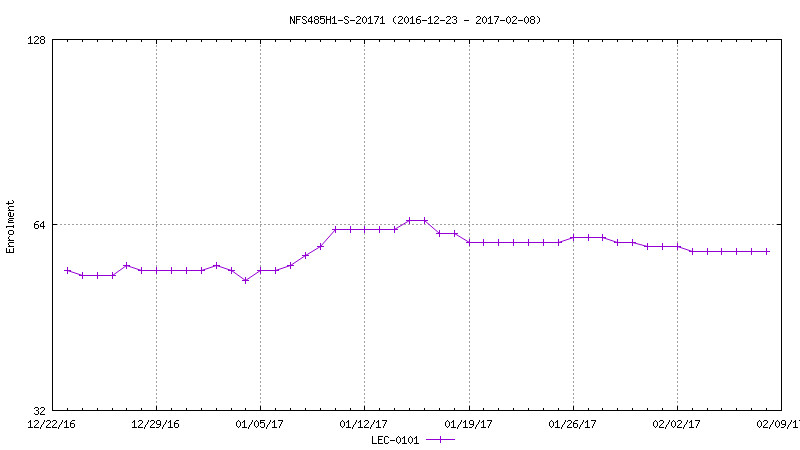 NFS485H1-S-20171 (2016-12-23 - 2017-02-08)
128
64
32
Enrolment
12/22/16 12/29/16 01/05/17 01/12/17 01/19/17 01/26/17 02/02/17 02/09/1
LEC-0101